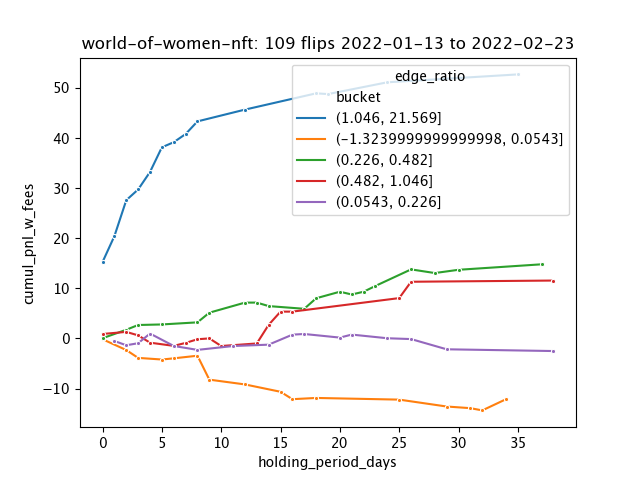 world-of-women-nft: 109 flips 2022-01-13 to 2022-02-23
edge_ratio
bucket
(1.046, 21.569]
(-1.3239999999999998, 0.0543]
(0.226, 0.482]
(0.482, 1.046]
(0.0543, 0.226]
cumul_pnl_w_fees
50
40
30
20
10
0
−10
0 5 10 15 20 25 30 35
holding_period_days